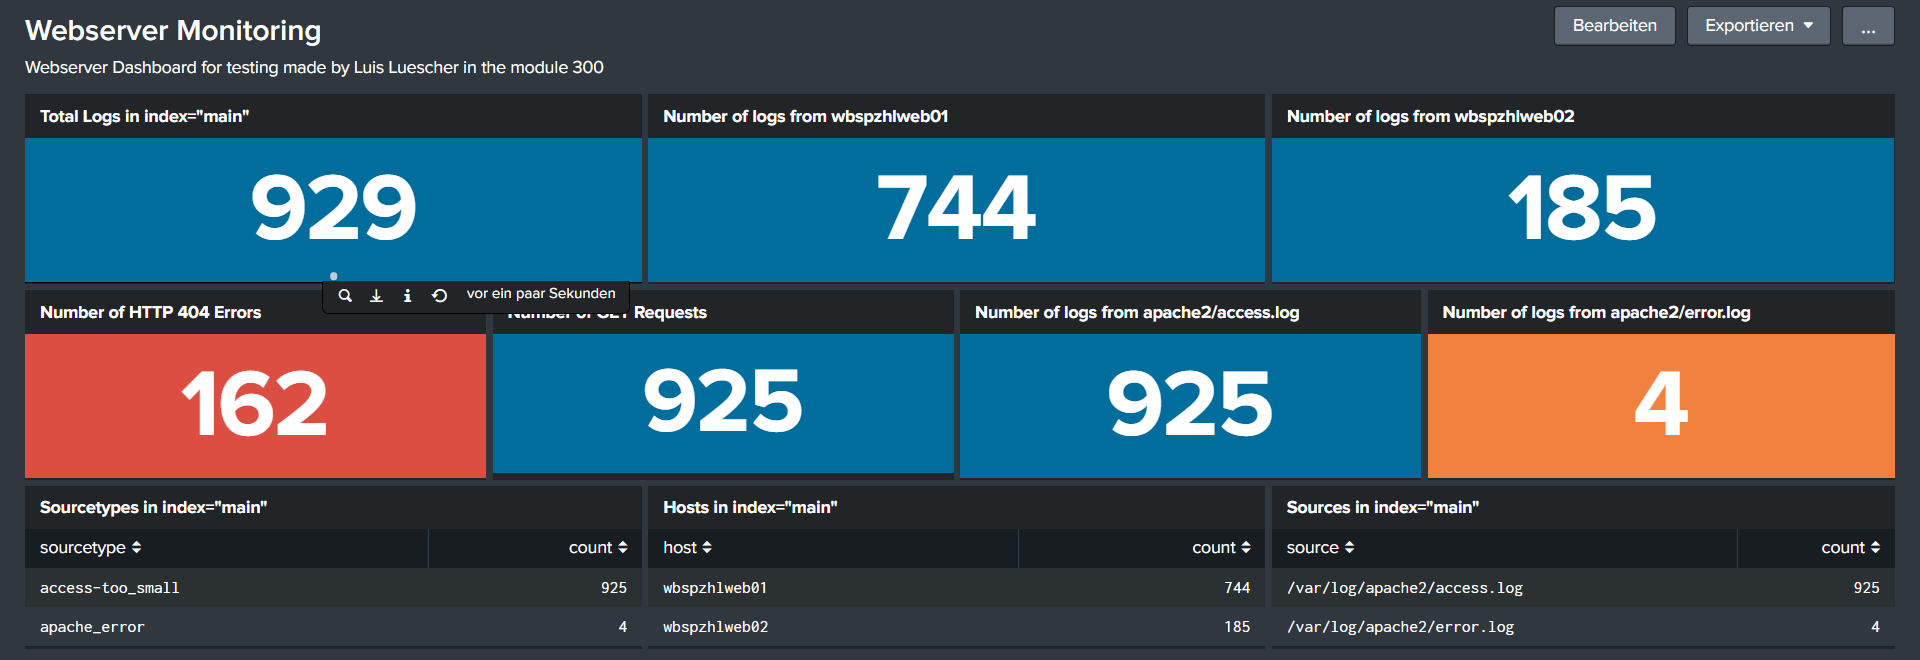 Webserver Monitoring
Bearbeiten
Exportieren
...
Webserver Dashboard for testing made by Luis Luescher in the module 300
Total Logs in index="main"
Number of logs from wbspzhlweb01
Number of logs from wbspzhlweb02
929
744
185
vor ein paar Sekunden
Number of HTTP 404 Errors
Requests
Number of logs from apache2/access.log
Number of logs from apache2/error.log
162
925
925
4
Sourcetypes in index="main"
Hosts in index="main"
Sources in index="main"
sourcetype count
host count
source count
access-too_small 925
wbspzhlweb01 744
/var/log/apache2/access.log 925
apache_error 4
wbspzhlweb02 185
/var/log/apache2/error.log 4